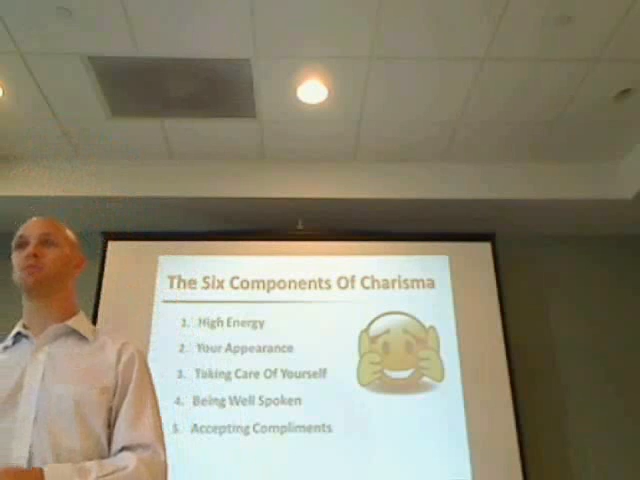 The Six Components Of Charisma
1. High Energy
2. Your Appearance
3. Taking Care Of Yourself
4. Being Well Spoken
5. Accepting Compliments